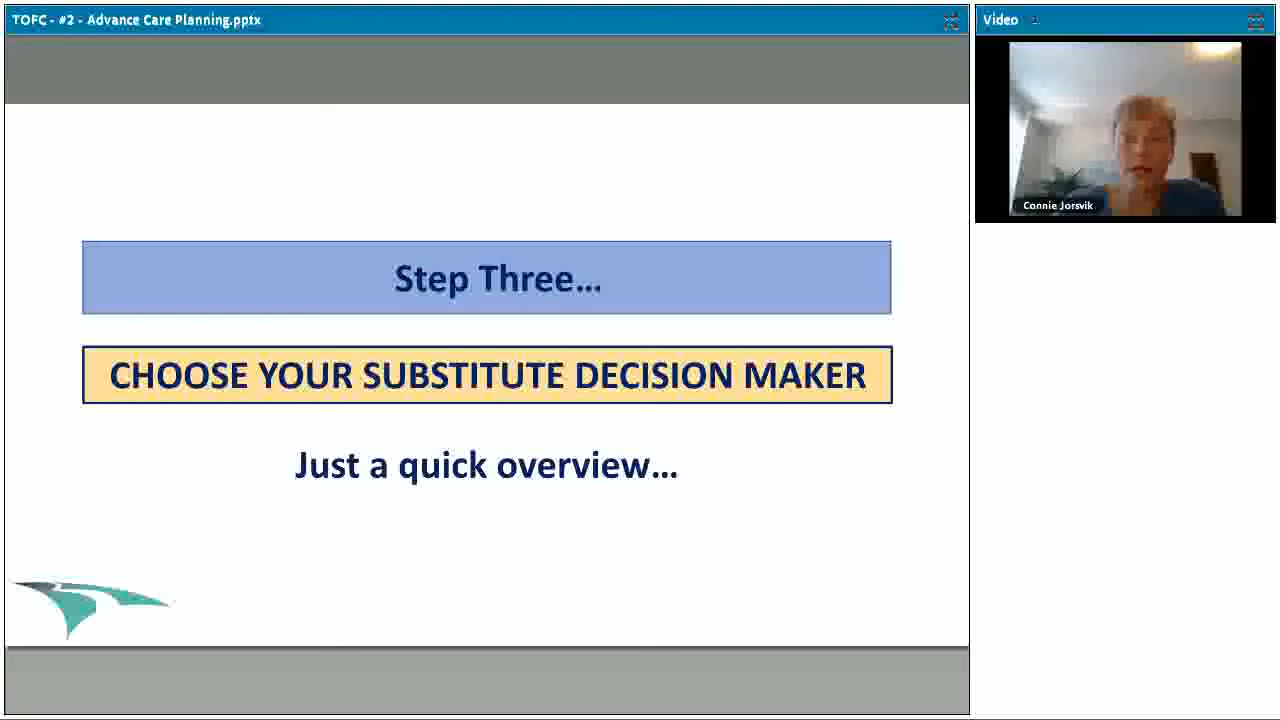 TOFC - #2 - Advance Care Planning.pptx
Video
Connie Jorsvik
Step Three...
CHOOSE YOUR SUBSTITUTE DECISION MAKER
Just a quick overview...